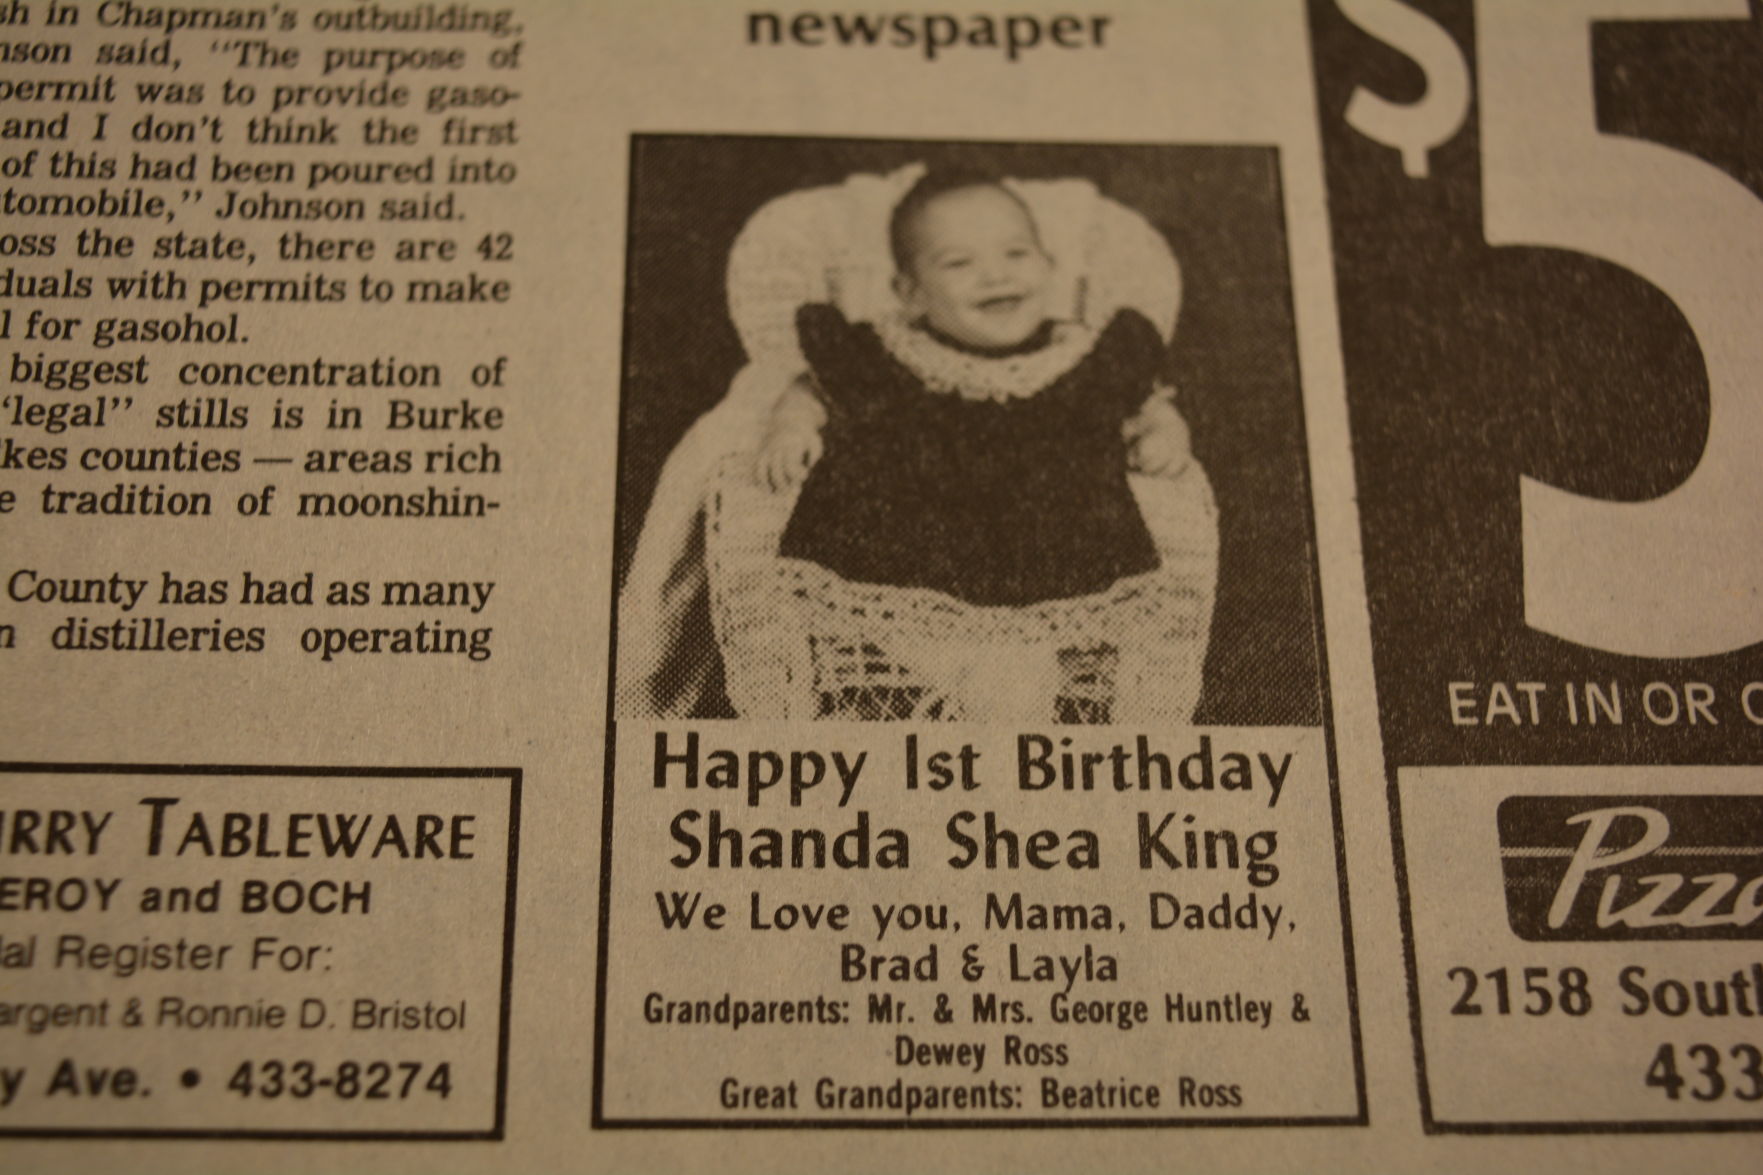 in Chapman's outbuilding,
said, "The purpose of
permit was to provide gaso-
and I don't think the first
of this had been poured into
tomobile," Johnson said.
oss the state, there are 42
duals with permits to make
l for gasohol.
biggest concentration of
"legal" stills is in Burke
kes counties — areas rich
e tradition of moonshin-
County has had as many
n distilleries operating
RRY TABLEWARE
EROY and BOCH
al Register For:
argent & Ronnie D. Bristol
y Ave. • 433-8274
newspaper
Happy 1st Birthday
Shanda Shea King
We Love you, Mama, Daddy,
Brad & Layla
Grandparents: Mr. & Mrs. George Huntley &
Dewey Ross
Great Grandparents: Beatrice Ross
$5
EAT IN OR
Pizza
2158 South
433